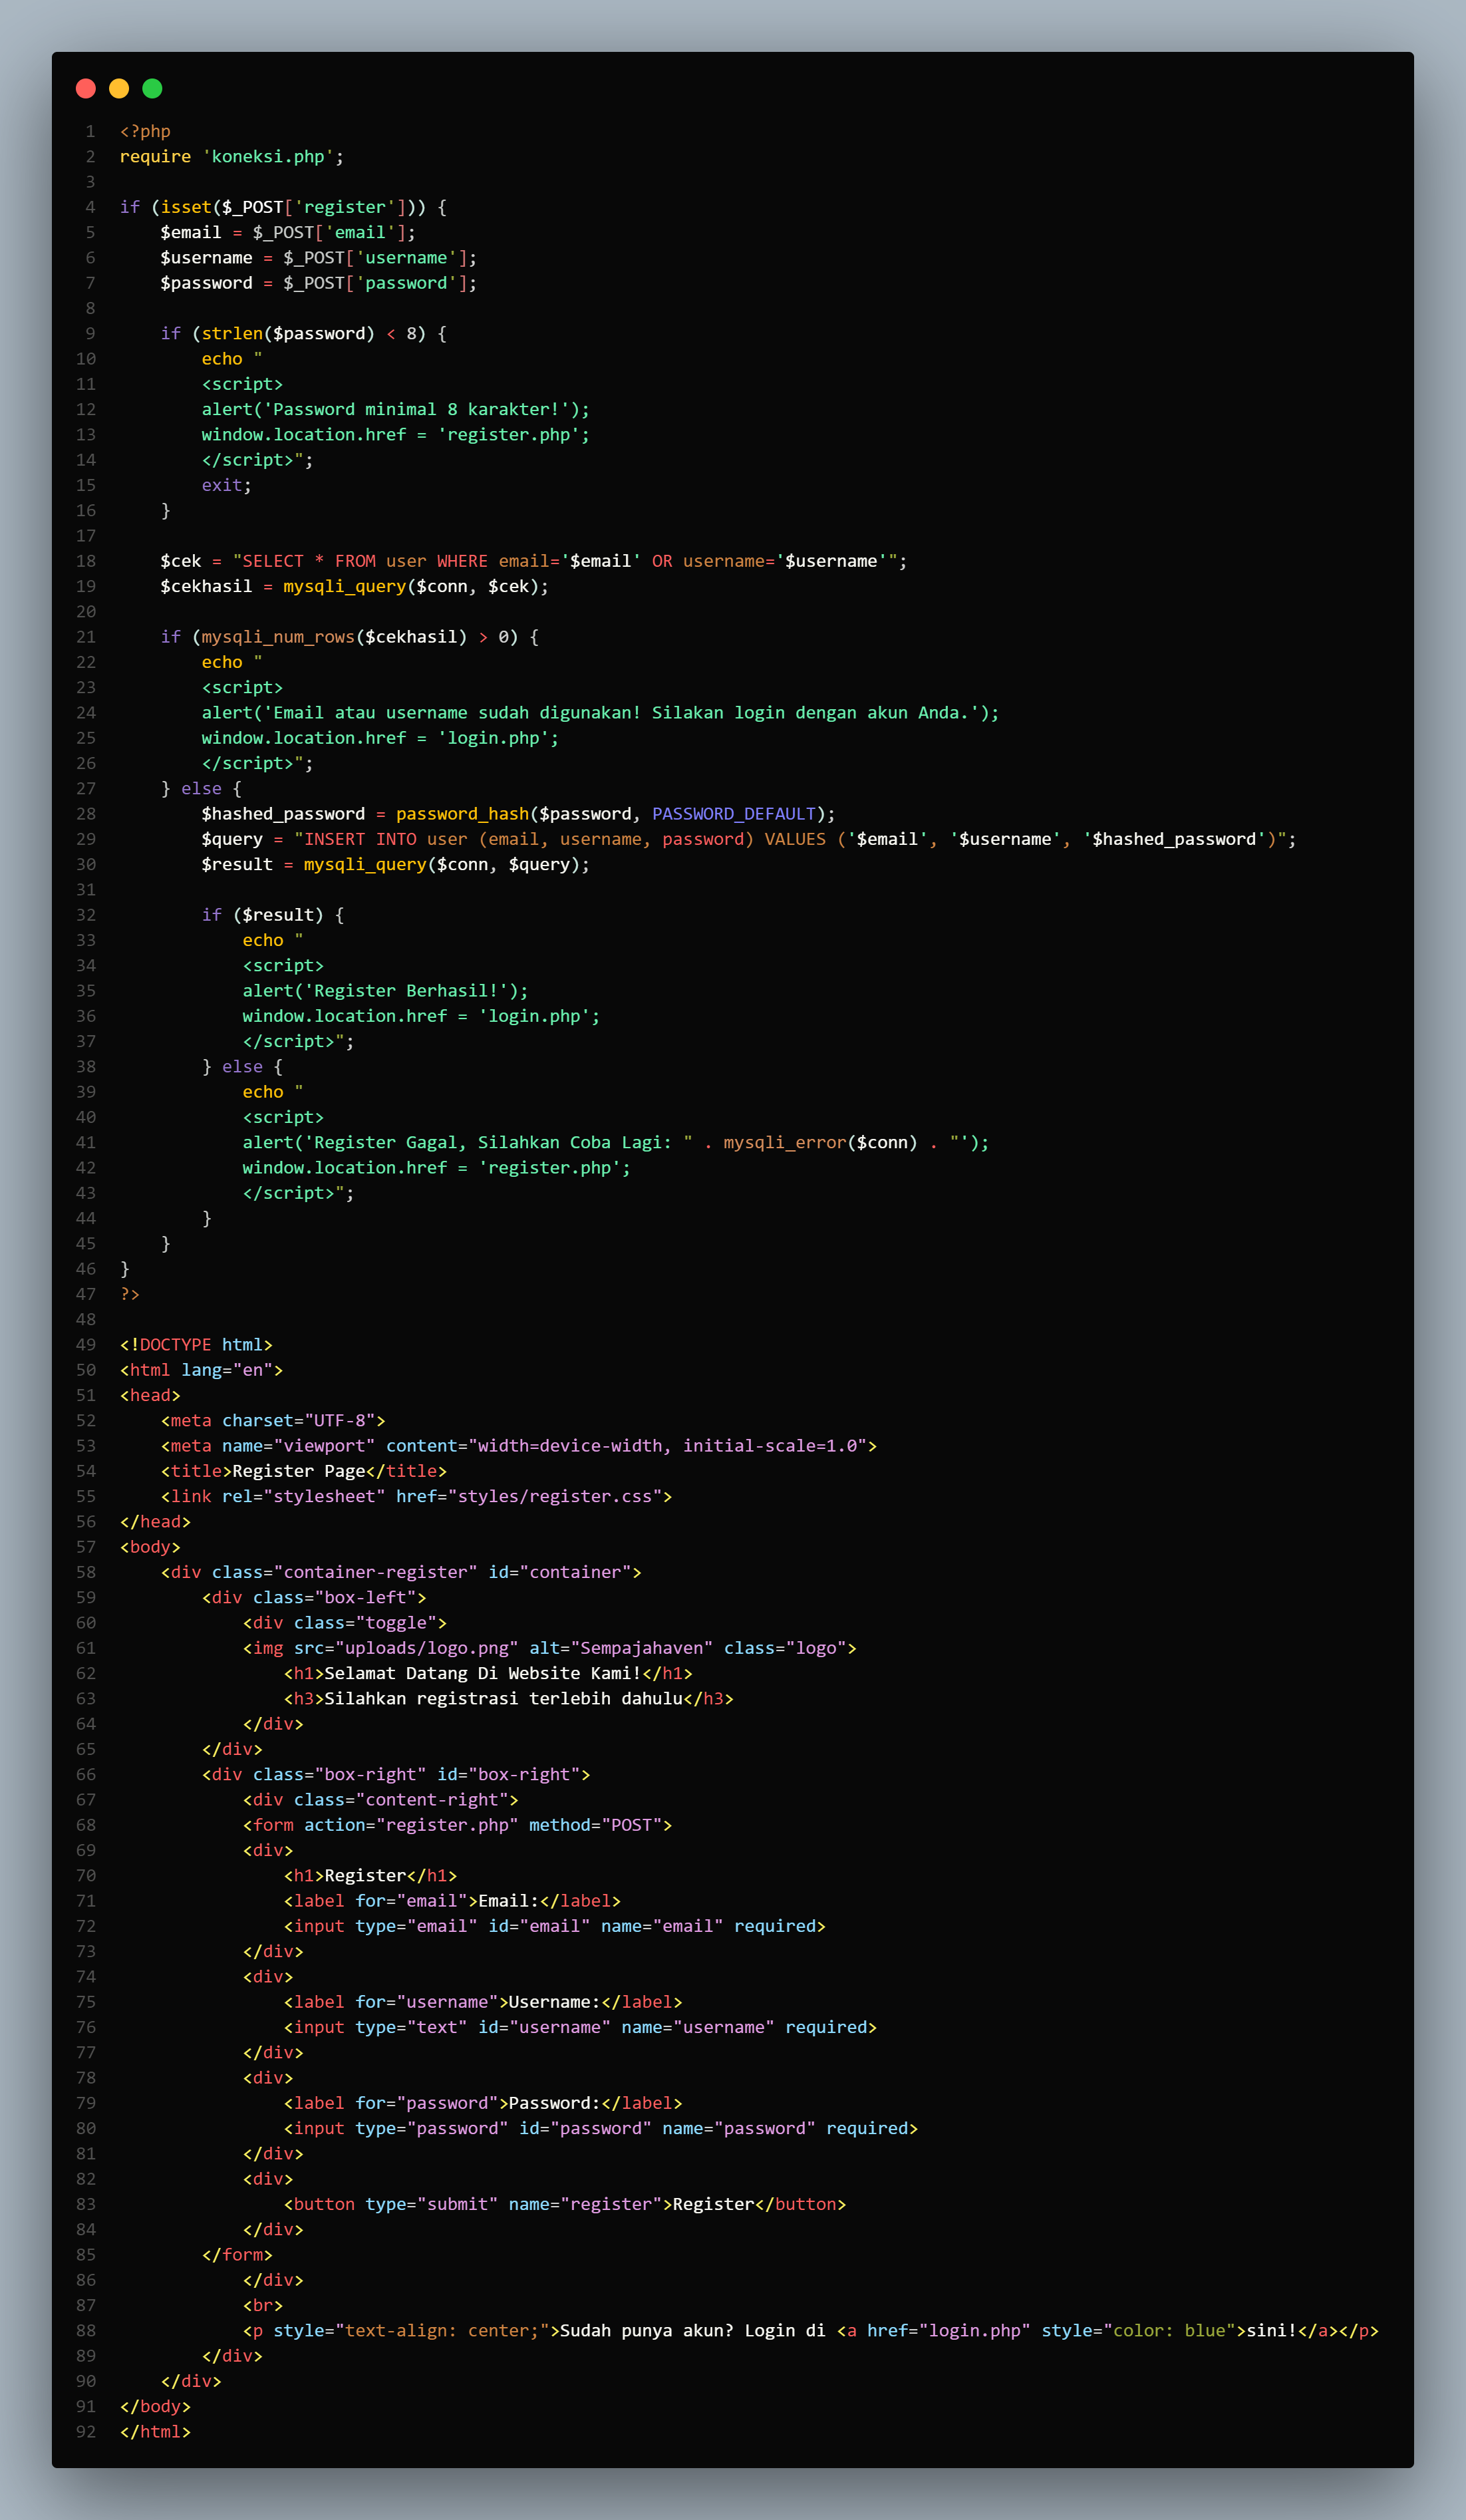 1 <?php
2 require 'koneksi.php';
3
4 if (isset($_POST['register'])) {
5     $email = $_POST['email'];
6     $username = $_POST['username'];
7     $password = $_POST['password'];
8
9     if (strlen($password) < 8) {
10         echo "
11         <script>
12         alert('Password minimal 8 karakter!');
13         window.location.href = 'register.php';
14         </script>";
15         exit;
16     }
17
18     $cek = "SELECT * FROM user WHERE email='$email' OR username='$username'";
19     $cekhasil = mysqli_query($conn, $cek);
20
21     if (mysqli_num_rows($cekhasil) > 0) {
22         echo "
23         <script>
24         alert('Email atau username sudah digunakan! Silakan login dengan akun Anda.');
25         window.location.href = 'login.php';
26         </script>";
27     } else {
28         $hashed_password = password_hash($password, PASSWORD_DEFAULT);
29         $query = "INSERT INTO user (email, username, password) VALUES ('$email', '$username', '$hashed_password')";
30         $result = mysqli_query($conn, $query);
31
32         if ($result) {
33             echo "
34             <script>
35             alert('Register Berhasil!');
36             window.location.href = 'login.php';
37             </script>";
38         } else {
39             echo "
40             <script>
41             alert('Register Gagal, Silahkan Coba Lagi: " . mysqli_error($conn) . "');
42             window.location.href = 'register.php';
43             </script>";
44         }
45     }
46 }
47 ?>
48
49 <!DOCTYPE html>
50 <html lang="en">
51 <head>
52     <meta charset="UTF-8">
53     <meta name="viewport" content="width=device-width, initial-scale=1.0">
54     <title>Register Page</title>
55     <link rel="stylesheet" href="styles/register.css">
56 </head>
57 <body>
58     <div class="container-register" id="container">
59         <div class="box-left">
60             <div class="toggle">
61             <img src="uploads/logo.png" alt="Sempajahaven" class="logo">
62                 <h1>Selamat Datang Di Website Kami!</h1>
63                 <h3>Silahkan registrasi terlebih dahulu</h3>
64             </div>
65         </div>
66         <div class="box-right" id="box-right">
67             <div class="content-right">
68             <form action="register.php" method="POST">
69             <div>
70                 <h1>Register</h1>
71                 <label for="email">Email:</label>
72                 <input type="email" id="email" name="email" required>
73             </div>
74             <div>
75                 <label for="username">Username:</label>
76                 <input type="text" id="username" name="username" required>
77             </div>
78             <div>
79                 <label for="password">Password:</label>
80                 <input type="password" id="password" name="password" required>
81             </div>
82             <div>
83                 <button type="submit" name="register">Register</button>
84             </div>
85         </form>
86             </div>
87             <br>
88             <p style="text-align: center;">Sudah punya akun? Login di <a href="login.php" style="color: blue">sini!</a></p>
89         </div>
90     </div>
91 </body>
92 </html>